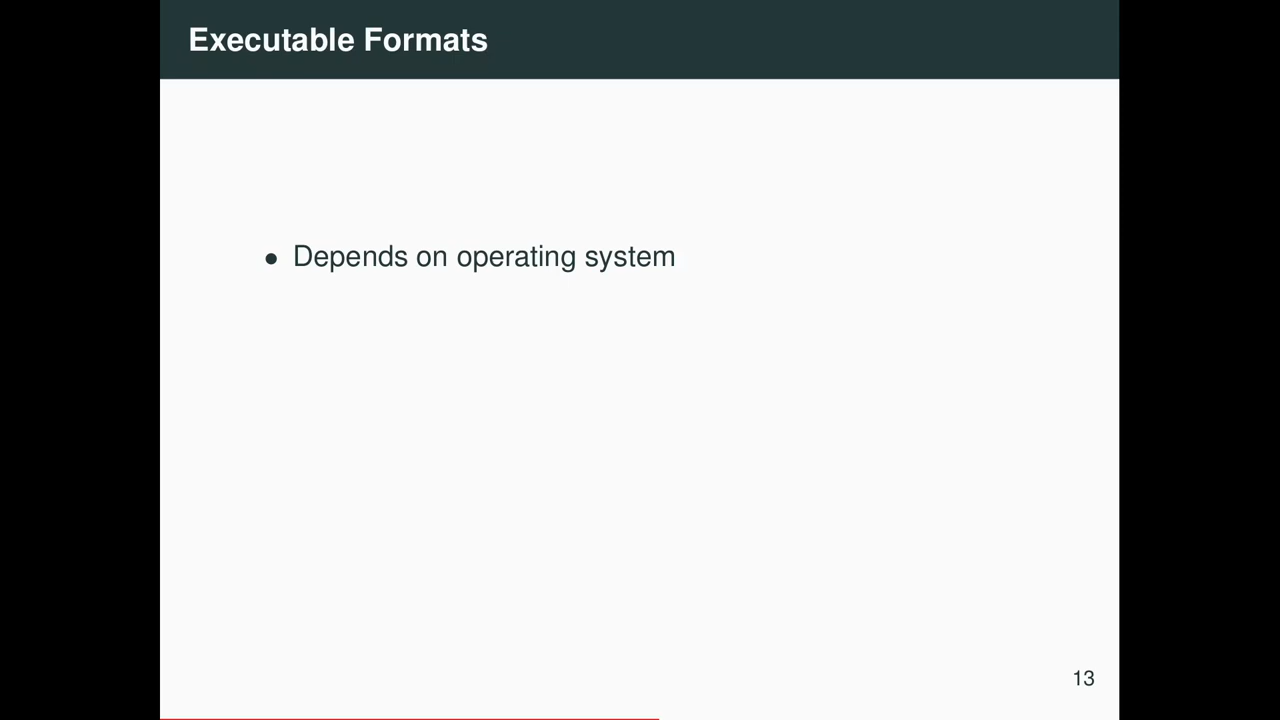 Executable Formats
• Depends on operating system
13